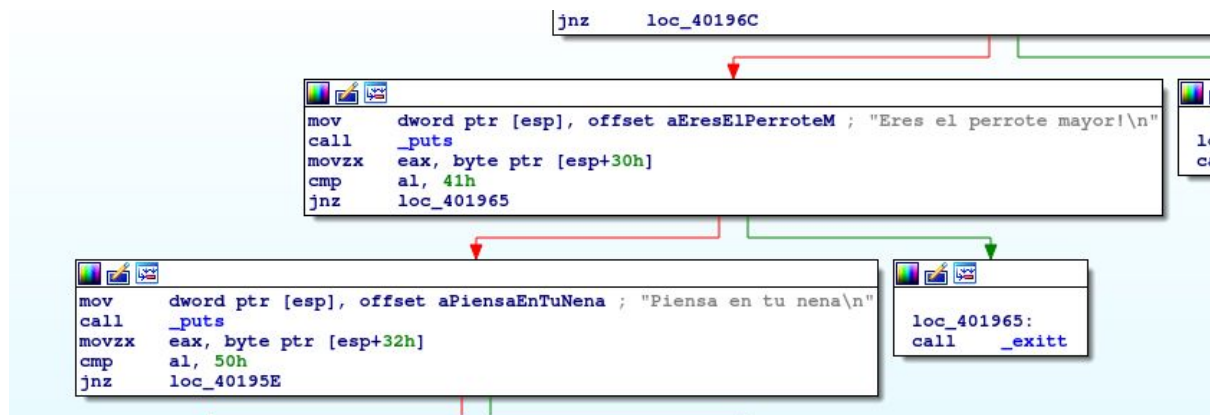 jnz loc_40196C
mov dword ptr [esp], offset aEresElPerroteM ; "Eres el perrote mayor!\n"
call _puts
movzx eax, byte ptr [esp+30h]
cmp al, 41h
jnz loc_401965
mov dword ptr [esp], offset aPiensaEnTuNena ; "Piensa en tu nena\n"
call _puts
movzx eax, byte ptr [esp+32h]
cmp al, 50h
jnz loc_40195E
loc_401965:
call _exitt